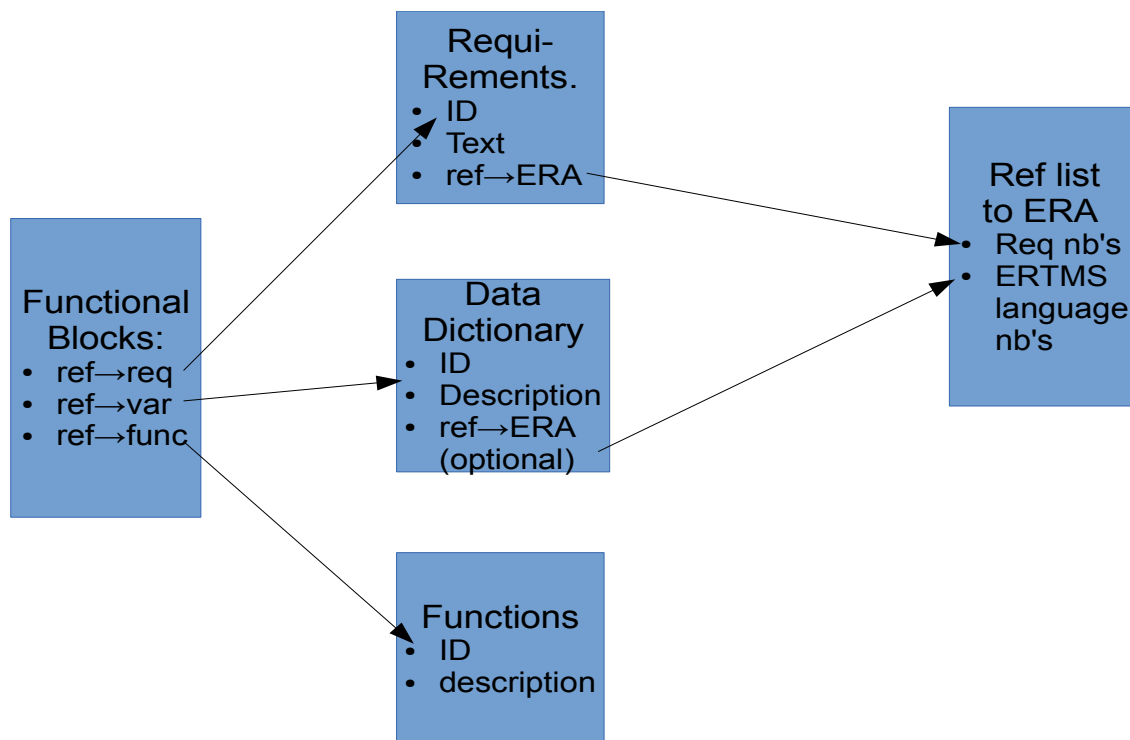 Requi-
Rements.
• ID
• Text
• ref→ERA
Functional
Blocks:
• ref→req
• ref→var
• ref→func
Data
Dictionary
• ID
• Description
• ref→ERA
(optional)
Functions
• ID
• description
Ref list
to ERA
• Req nb's
• ERTMS
language
nb's